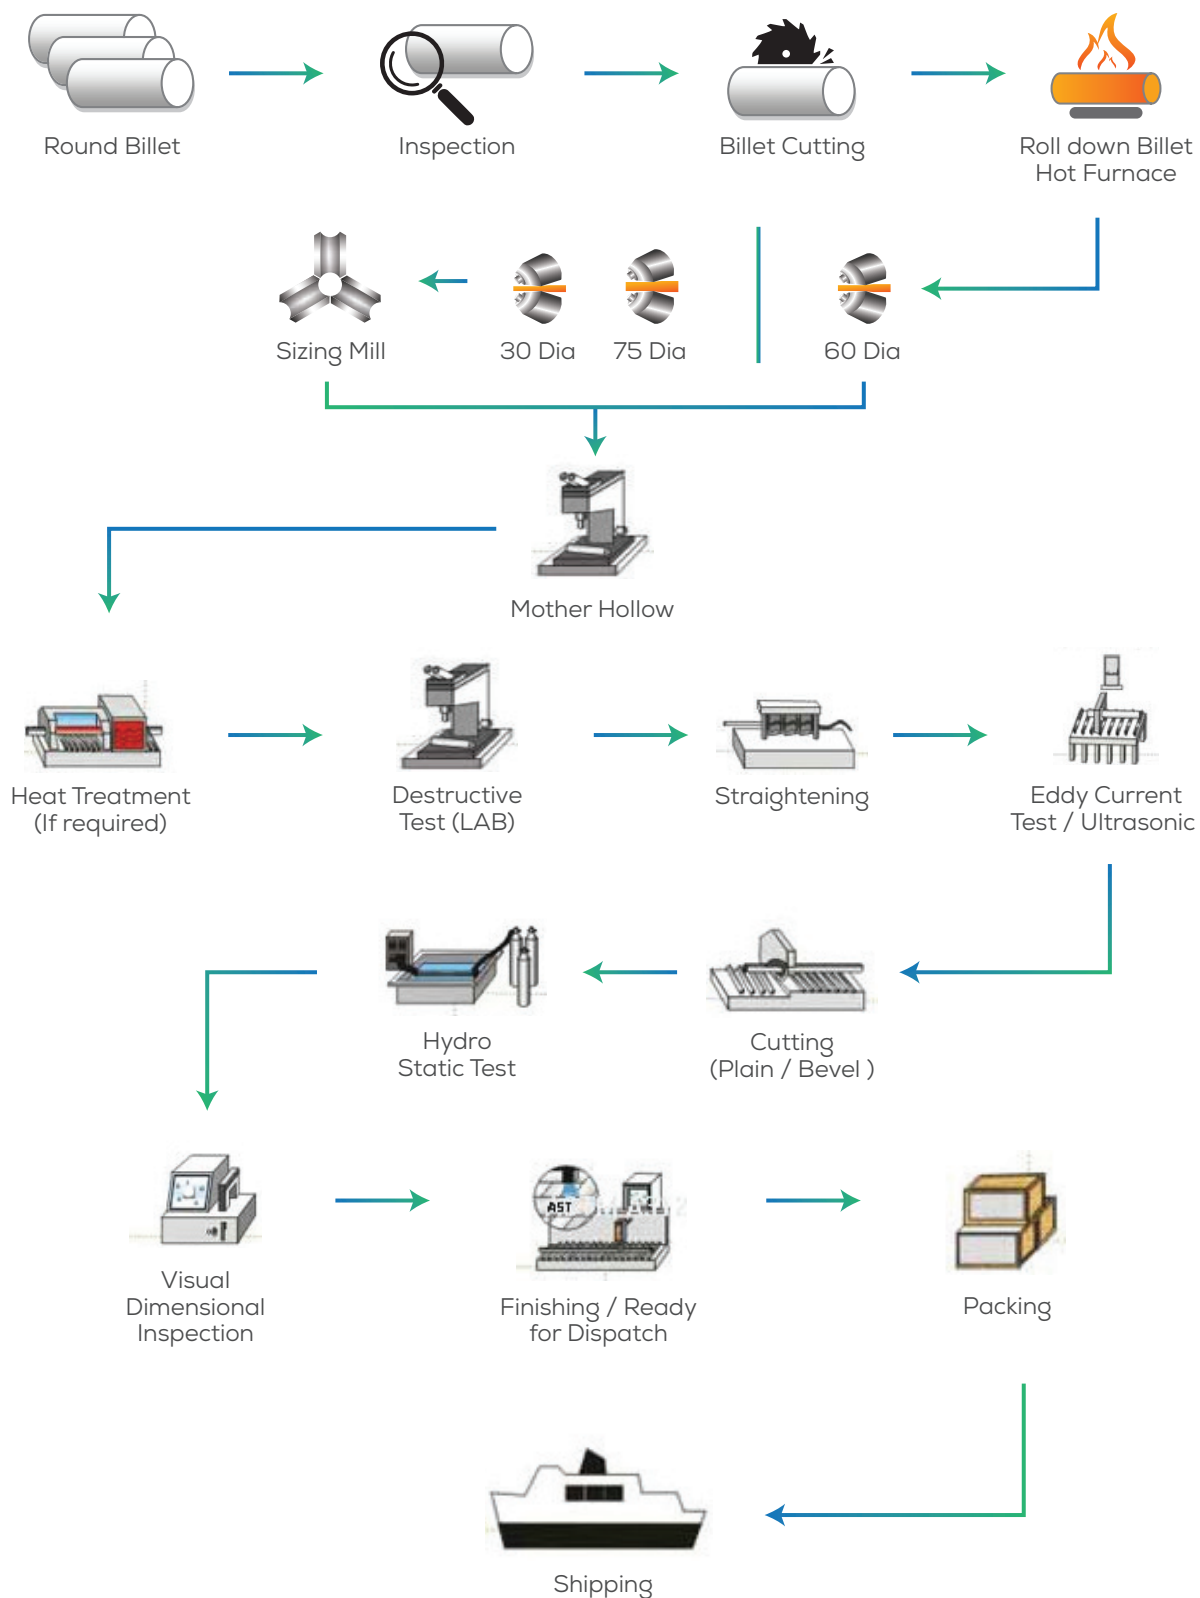 Round Billet
Inspection
Billet Cutting
Roll down Billet
Hot Furnace
Sizing Mill
30 Dia
75 Dia
60 Dia
Mother Hollow
Heat Treatment
(If required)
Destructive
Test (LAB)
Straightening
Eddy Current
Test / Ultrasonic
Hydro
Static Test
Cutting
(Plain / Bevel )
Visual
Dimensional
Inspection
AST
Finishing / Ready
for Dispatch
Packing
Shipping